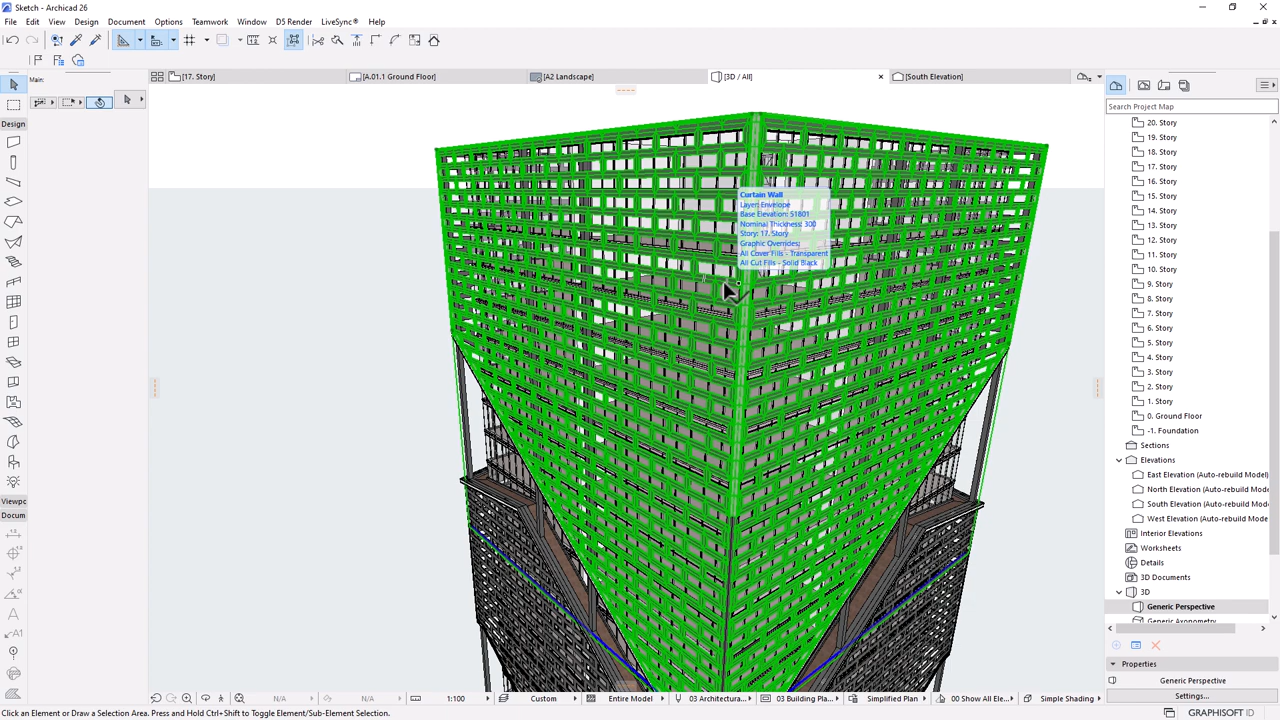 Sketch - Archicad 26
File Edit View Design Document Options Teamwork Window D5 Render LiveSync® Help
[17. Story]
[A.01.1 Ground Floor]
[A2 Landscape]
[3D / All]
[South Elevation]
Main:
Design
Viewpc
Docum
Curtain Wall
Layer: Envelope
Base Elevation: 51801
Nominal Thickness: 300
Story: 17. Story
Graphic Overrides:
All Cover Fills - Transparent
All Cut Fills - Solid Black
Search Project Map
20. Story
19. Story
18. Story
17. Story
16. Story
15. Story
14. Story
13. Story
12. Story
11. Story
10. Story
9. Story
8. Story
7. Story
6. Story
5. Story
4. Story
3. Story
2. Story
1. Story
0. Ground Floor
-1. Foundation
Sections
Elevations
East Elevation (Auto-rebuild Model)
North Elevation (Auto-rebuild Mode
South Elevation (Auto-rebuild Mode
West Elevation (Auto-rebuild Mode
Interior Elevations
Worksheets
Details
3D Documents
3D
Generic Perspective
Generic Axonometry
Properties
Generic Perspective
Settings...
N/A
N/A
1:100
Custom
Entire Model
03 Architectura...
03 Building Pla...
Simplified Plan
00 Show All Ele...
Simple Shading
Click an Element or Draw a Selection Area. Press and Hold Ctrl+Shift to Toggle Element/Sub-Element Selection.
GRAPHISOFT ID